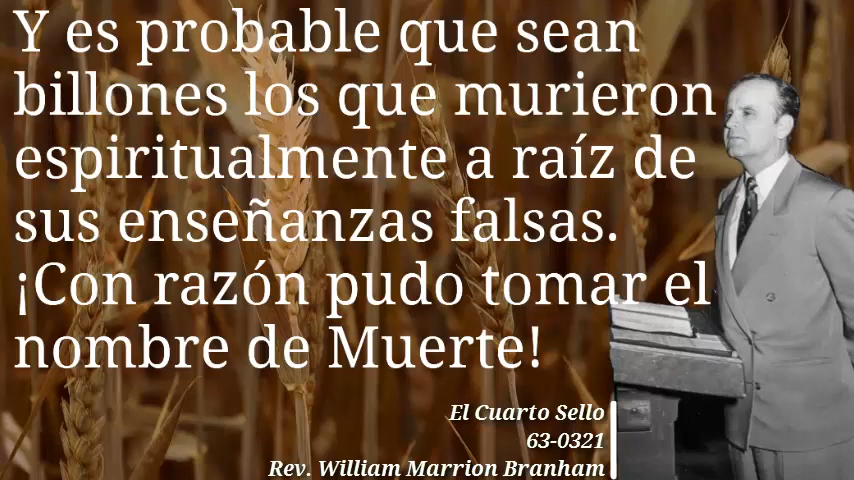 Y es probable que sean
billones los que murieron
espiritualmente a raíz de
sus enseñanzas falsas.
¡Con razón pudo tomar el
nombre de Muerte!
El Cuarto Sello
63-0321
Rev. William Marrion Branham